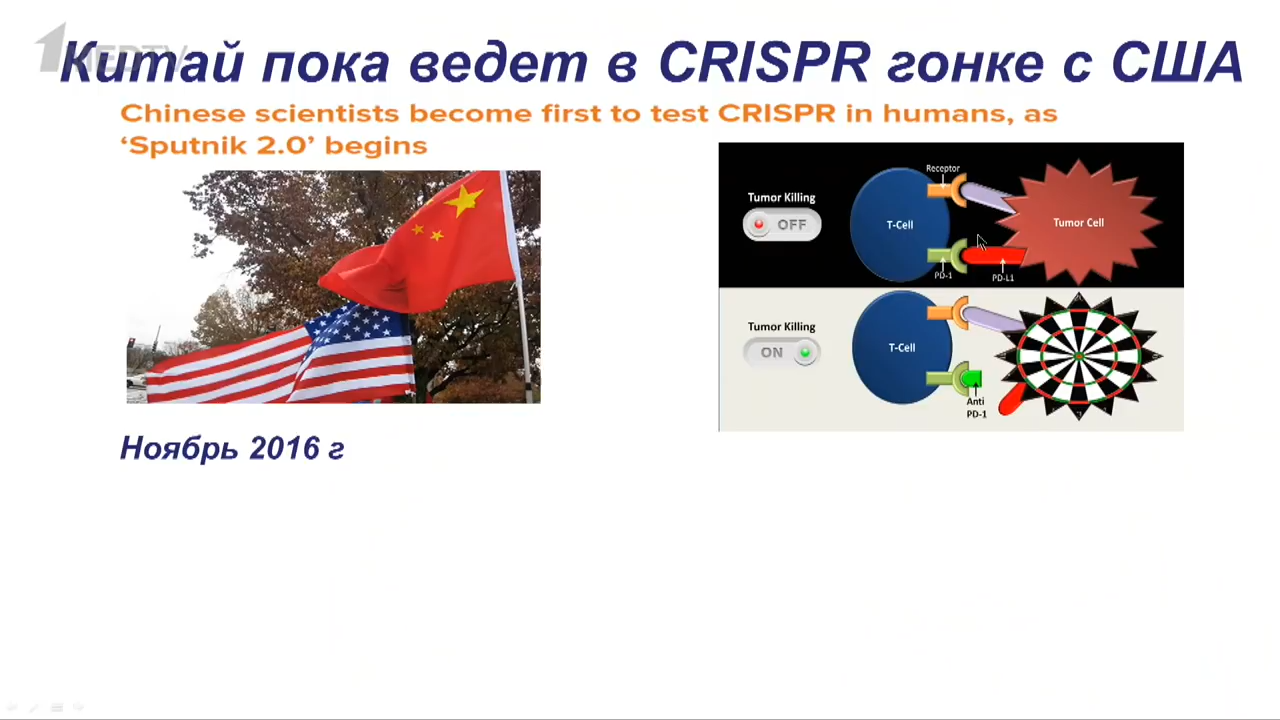 1MEDTV
Китай пока ведет в CRISPR гонке с США
Chinese scientists become first to test CRISPR in humans, as
‘Sputnik 2.0’ begins
Receptor
Tumor Killing
OFF
T-Cell
Tumor Cell
PD-1
PD-L1
Tumor Killing
ON
T-Cell
Anti
PD-1
Ноябрь 2016 г